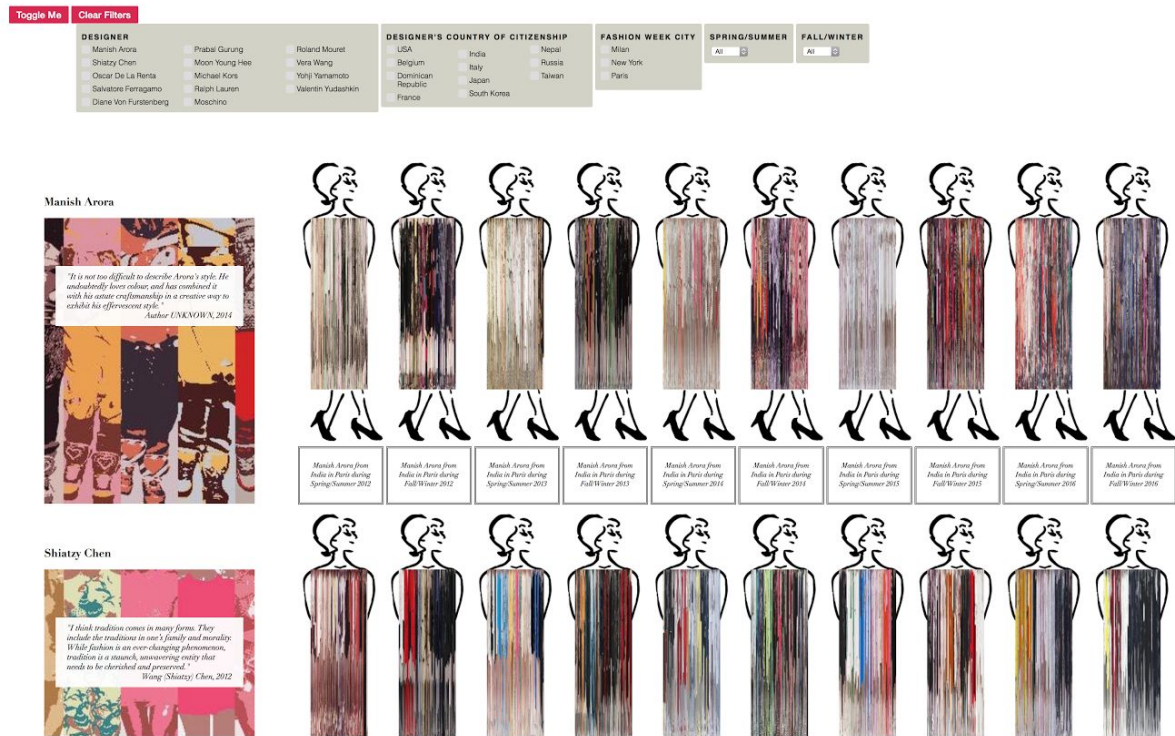 Toggle Me
Clear Filters
DESIGNER
Manish Arora
Shiatzy Chen
Oscar De La Renta
Salvatore Ferragamo
Diane Von Furstenberg
Prabal Gurung
Moon Young Hee
Michael Kors
Ralph Lauren
Moschino
Roland Mouret
Vera Wang
Yohji Yamamoto
Valentin Yudashkin
DESIGNER'S COUNTRY OF CITIZENSHIP
USA
Belgium
Dominican
Republic
France
India
Italy
Japan
South Korea
Nepal
Russia
Taiwan
FASHION WEEK CITY
Milan
New York
Paris
SPRING/SUMMER
All
FALL/WINTER
All
Manish Arora
"It is not too difficult to describe Arora's style. He
undoubtedly loves colour, and has combined it
with his astute craftsmanship in a creative way to
exhibit his effervescent style."
Author UNKNOWN, 2014
Manish Arora from
India in Paris during
Spring/Summer 2012
Manish Arora from
India in Paris during
Fall/Winter 2012
Manish Arora from
India in Paris during
Spring/Summer 2013
Manish Arora from
India in Paris during
Fall/Winter 2013
Manish Arora from
India in Paris during
Spring/Summer 2014
Manish Arora from
India in Paris during
Fall/Winter 2014
Manish Arora from
India in Paris during
Spring/Summer 2015
Manish Arora from
India in Paris during
Fall/Winter 2015
Manish Arora from
India in Paris during
Spring/Summer 2016
Manish Arora from
India in Paris during
Fall/Winter 2016
Shiatzy Chen
"I think tradition comes in many forms. They
include the traditions in one's family and morality.
While fashion is an ever-changing phenomenon,
tradition is a staunch, unwavering entity that
needs to be cherished and preserved."
Wang (Shiatzy) Chen, 2012